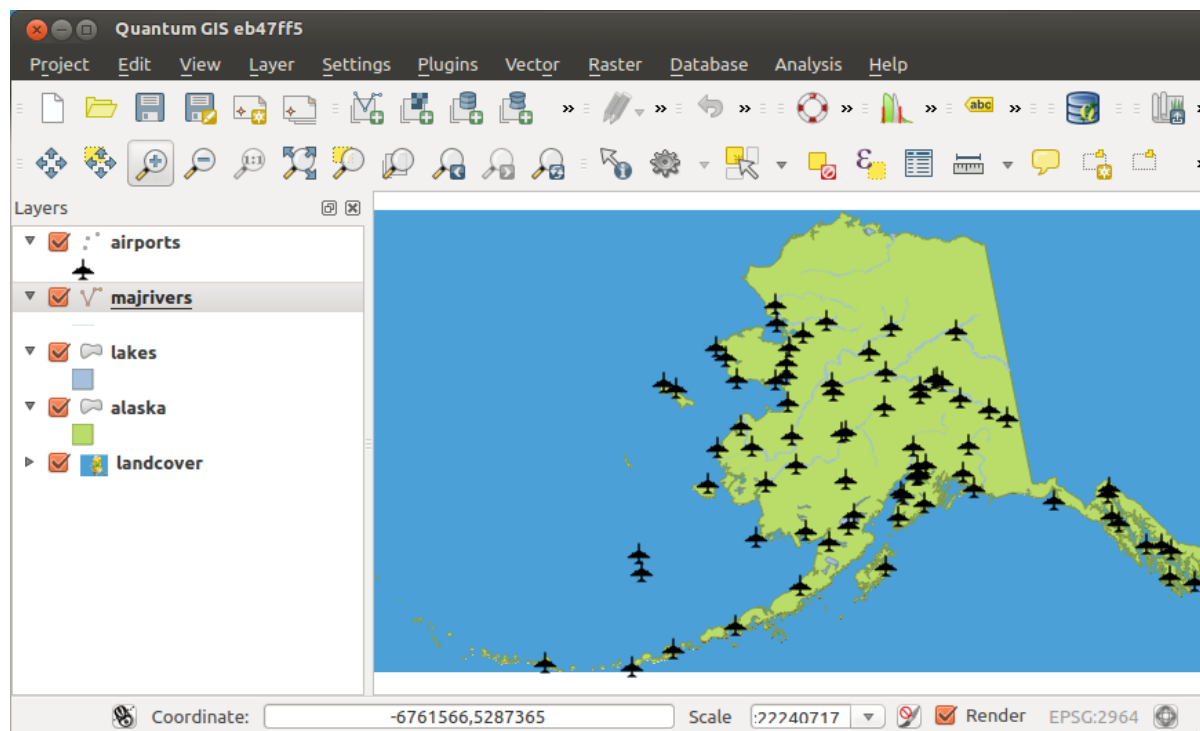 Quantum GIS eb47ff5
Project Edit View Layer Settings Plugins Vector Raster Database Analysis Help
abc
1:1
Layers
airports
majrivers
lakes
alaska
landcover
Coordinate: -6761566,5287365 Scale :22240717 Render EPSG:2964